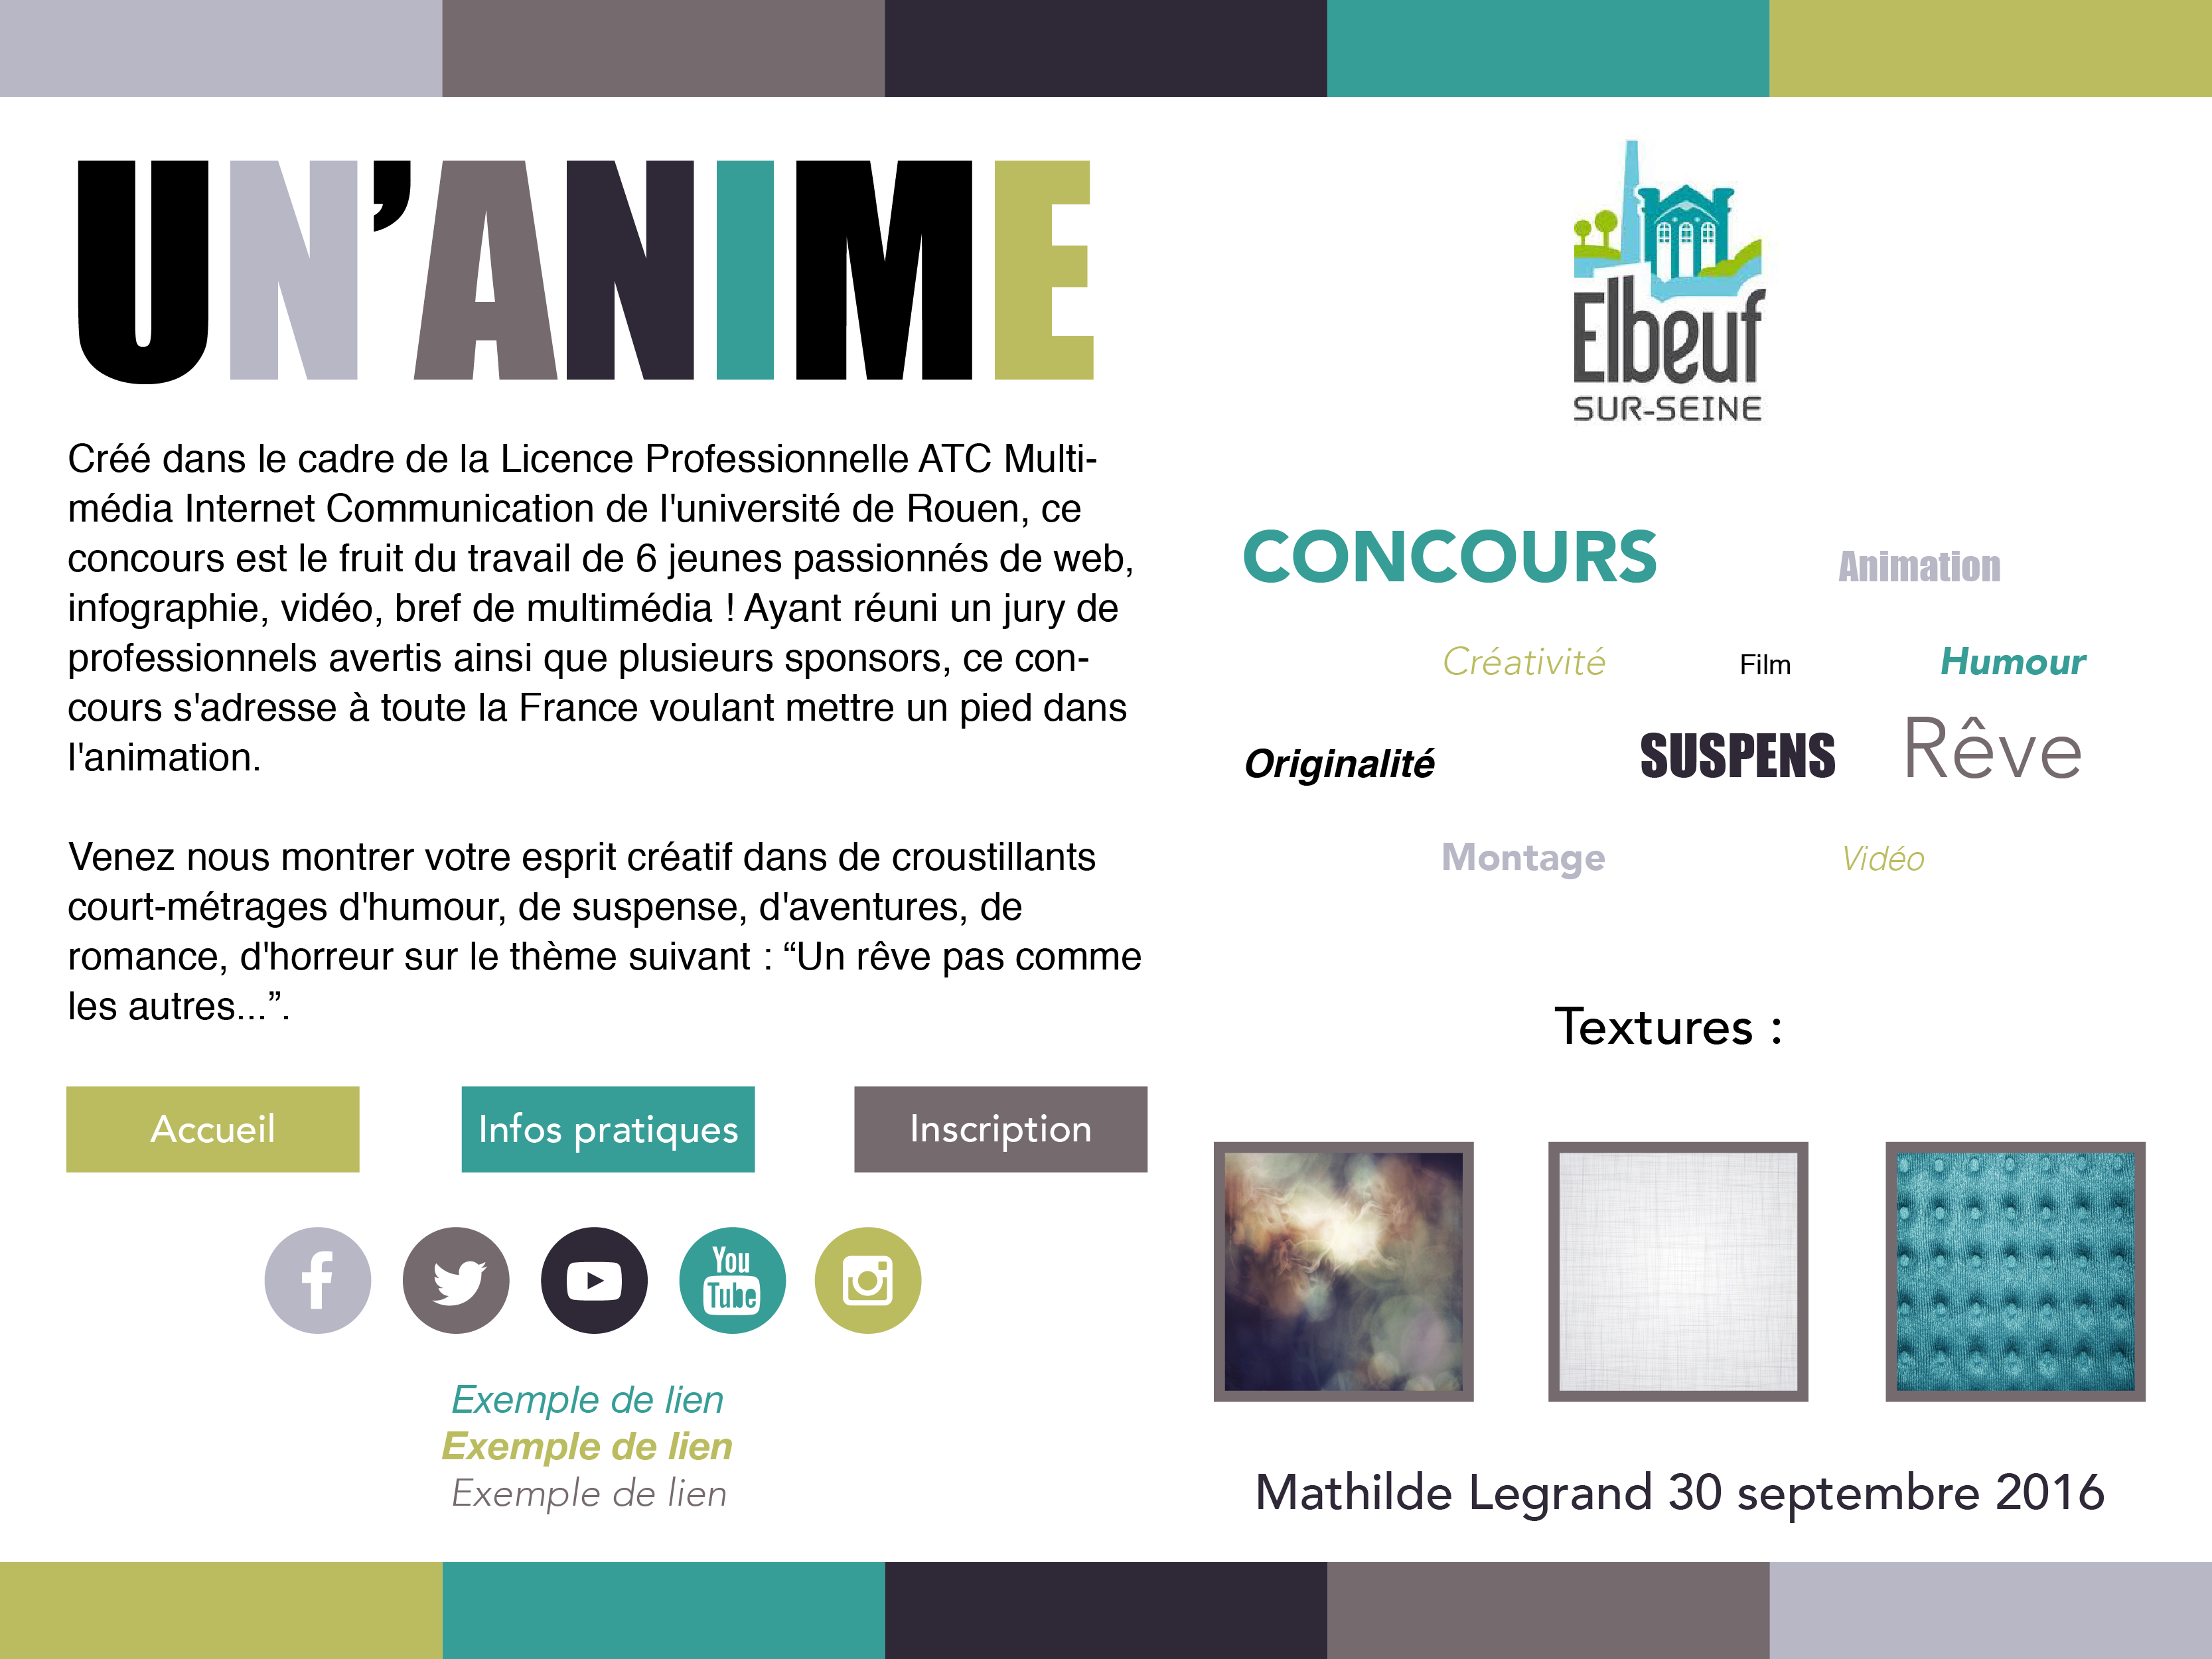 UN’ANIME
Créé dans le cadre de la Licence Professionnelle ATC Multi-
média Internet Communication de l'université de Rouen, ce
concours est le fruit du travail de 6 jeunes passionnés de web,
infographie, vidéo, bref de multimédia ! Ayant réuni un jury de
professionnels avertis ainsi que plusieurs sponsors, ce con-
cours s'adresse à toute la France voulant mettre un pied dans
l'animation.
Venez nous montrer votre esprit créatif dans de croustillants
court-métrages d'humour, de suspense, d'aventures, de
romance, d'horreur sur le thème suivant : “Un rêve pas comme
les autres...”.
Accueil
Infos pratiques
Inscription
You
Tube
Exemple de lien
Exemple de lien
Exemple de lien
Elbeuf
SUR-SEINE
CONCOURS
Animation
Créativité
Film
Humour
Originalité
SUSPENS
Rêve
Montage
Vidéo
Textures :
Mathilde Legrand 30 septembre 2016